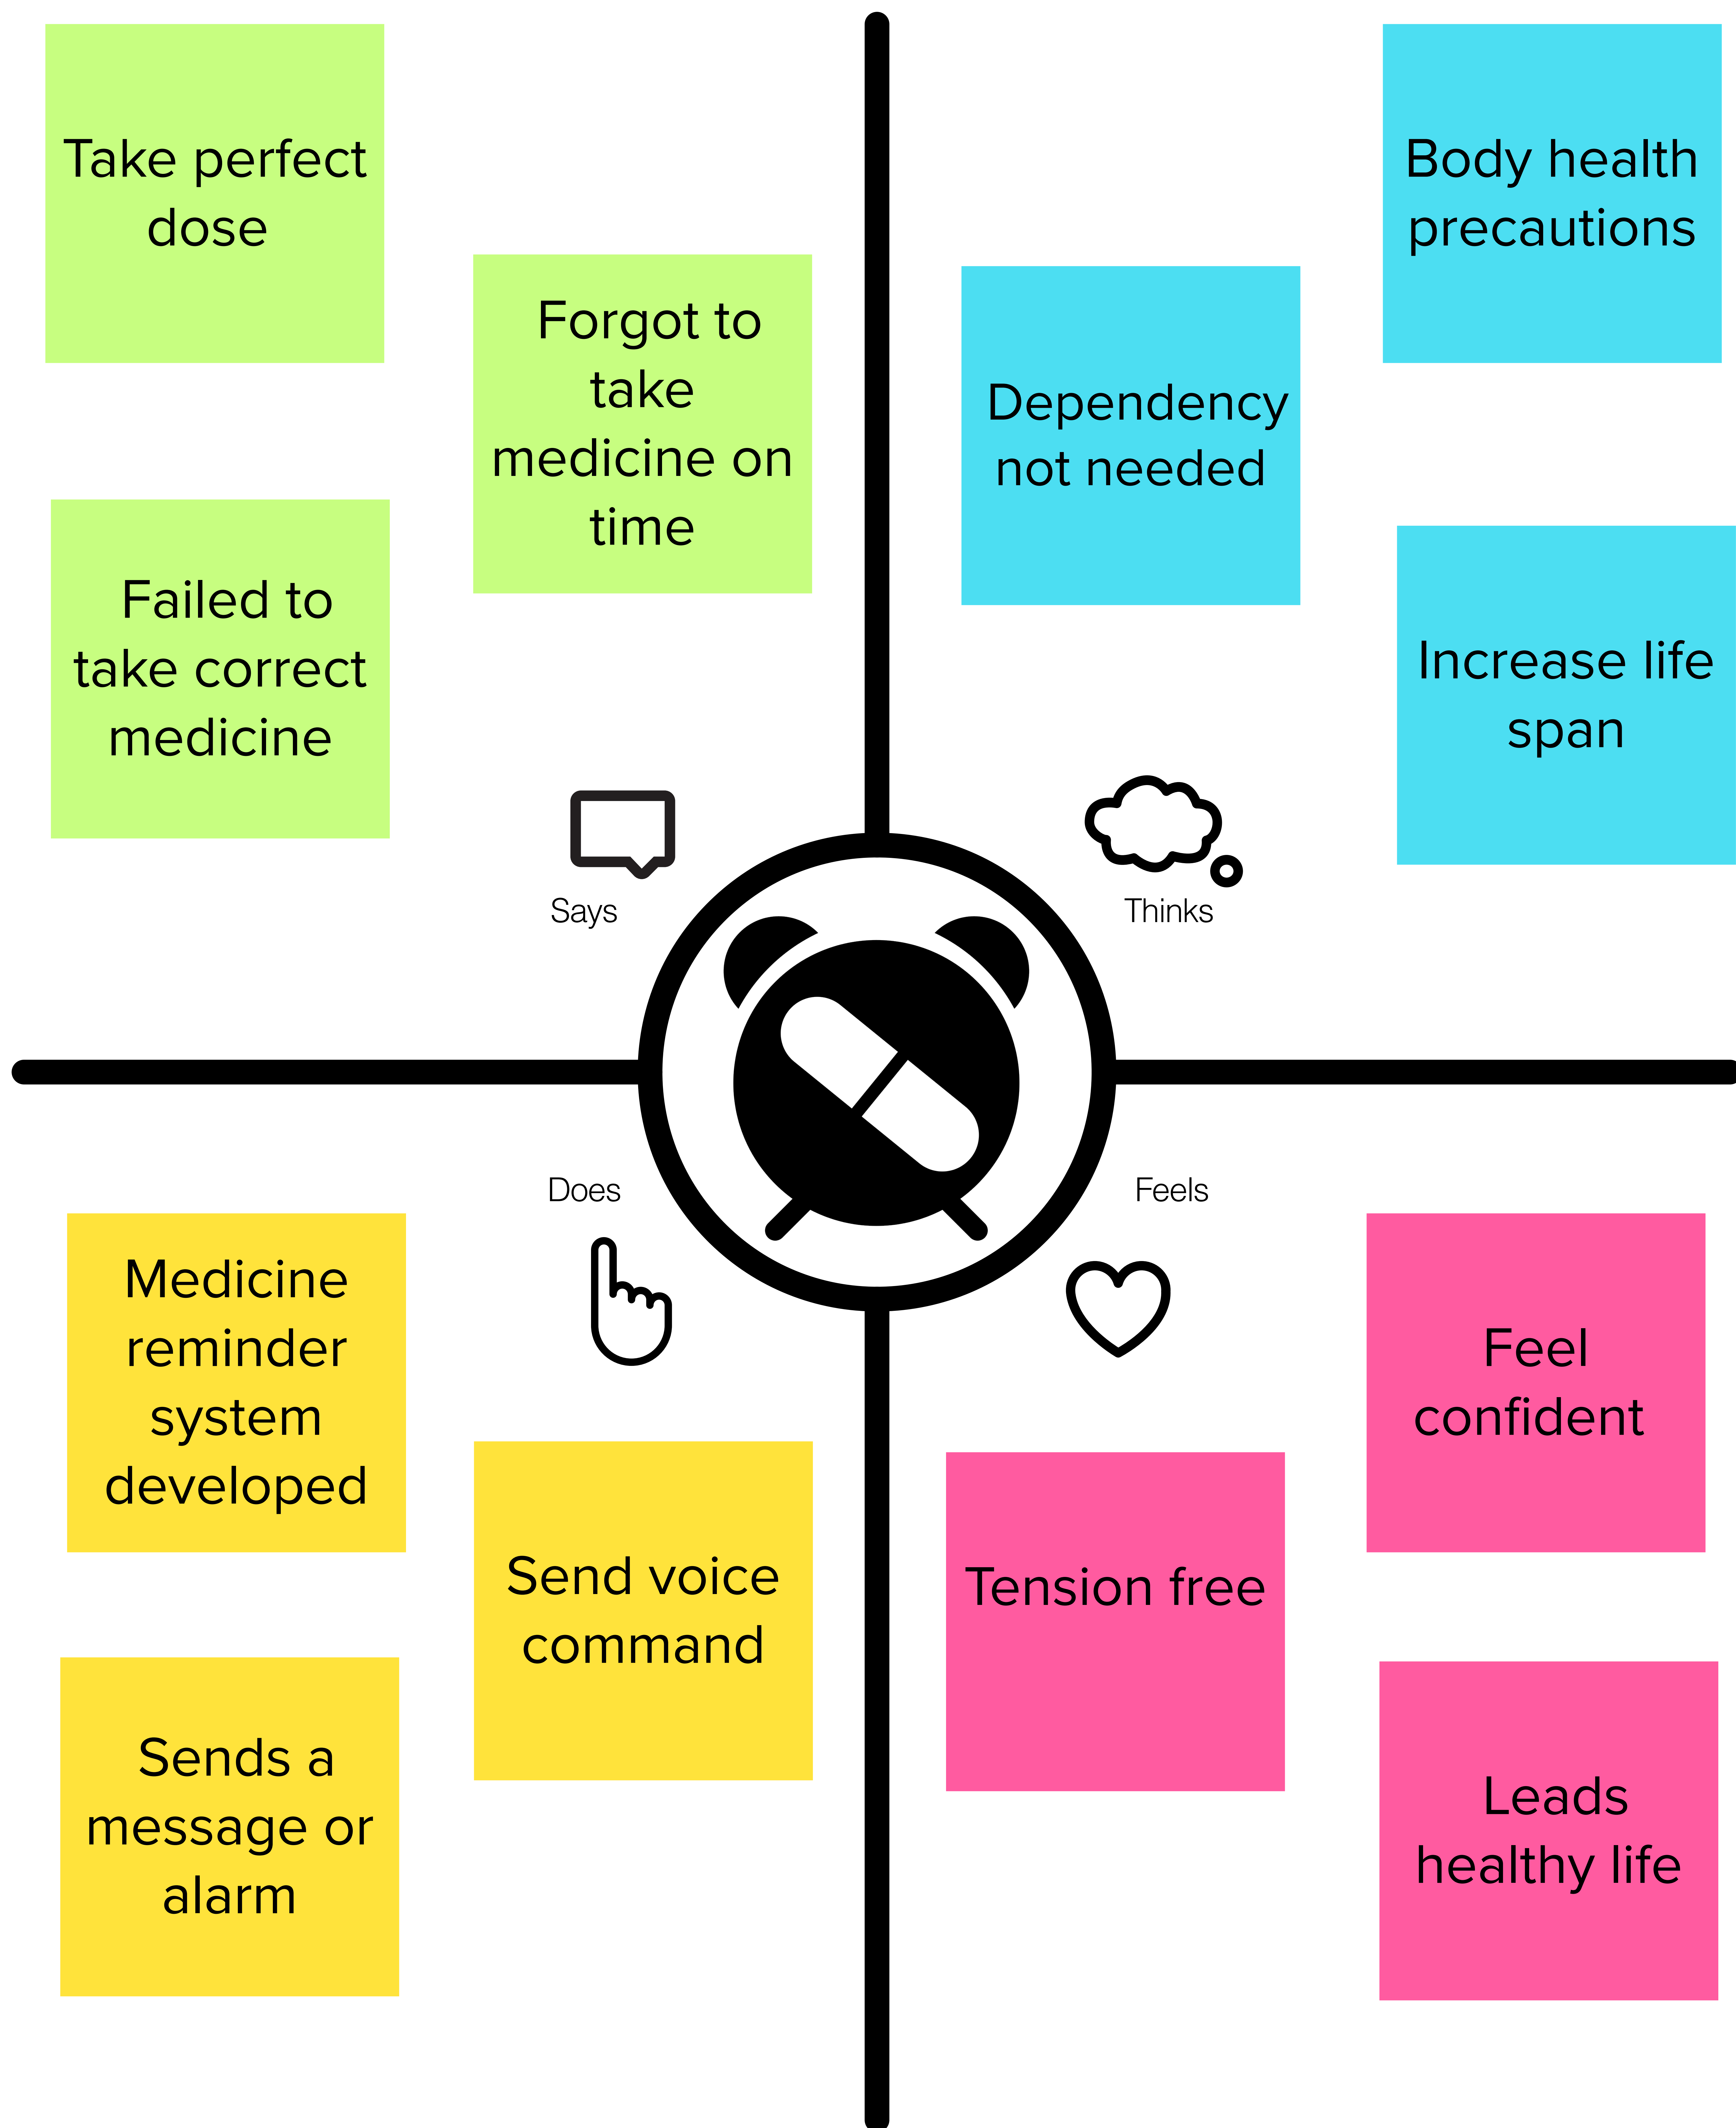 Take perfect
dose
Forgot to
take
medicine on
time
Failed to
take correct
medicine
Says
Body health
precautions
Dependency
not needed
Increase life
span
Thinks
Does
Medicine
reminder
system
developed
Send voice
command
Sends a
message or
alarm
Feels
Feel
confident
Tension free
Leads
healthy life